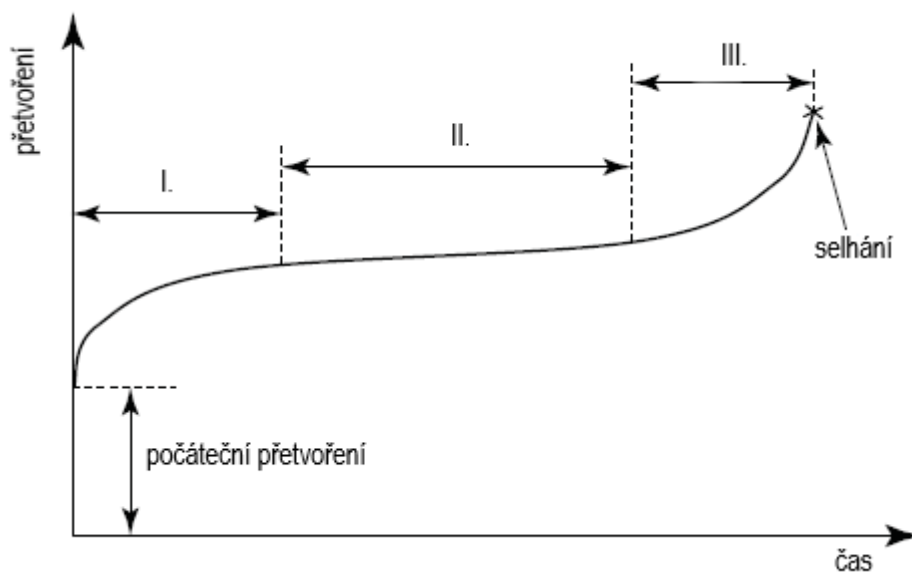 přetvoření
I.
II.
III.
selhání
počáteční přetvoření
čas